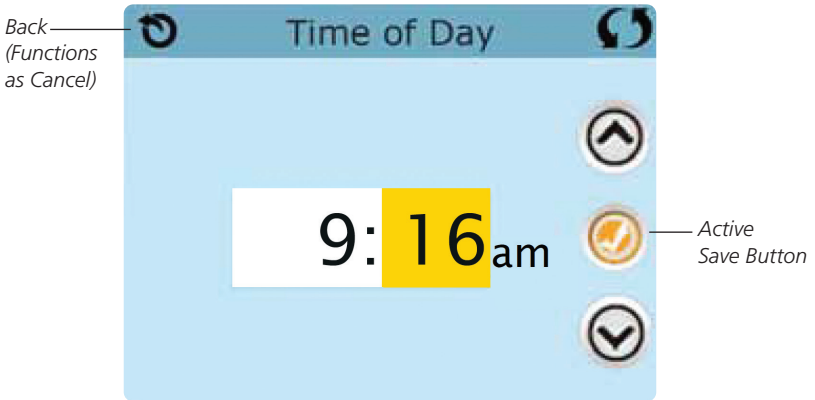 Back
(Functions
as Cancel)
Time of Day
9:16am
Active
Save Button